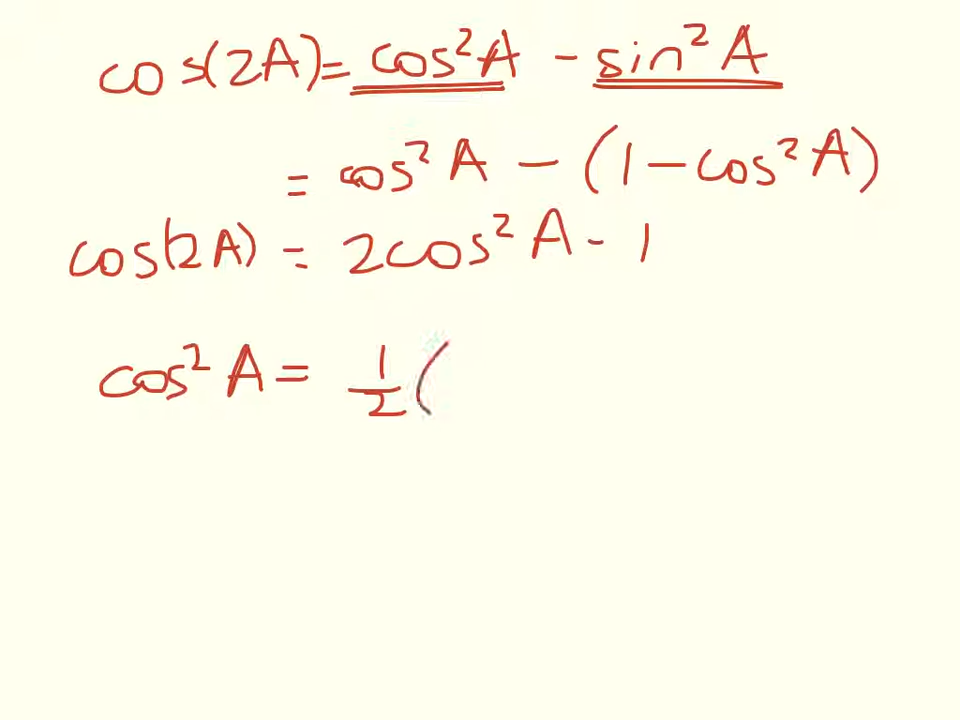 cos(2A)= cos²A - sin²A
= cos²A - (1-cos²A)
cos(2A) = 2cos²A - 1
cos²A = 1/2 (